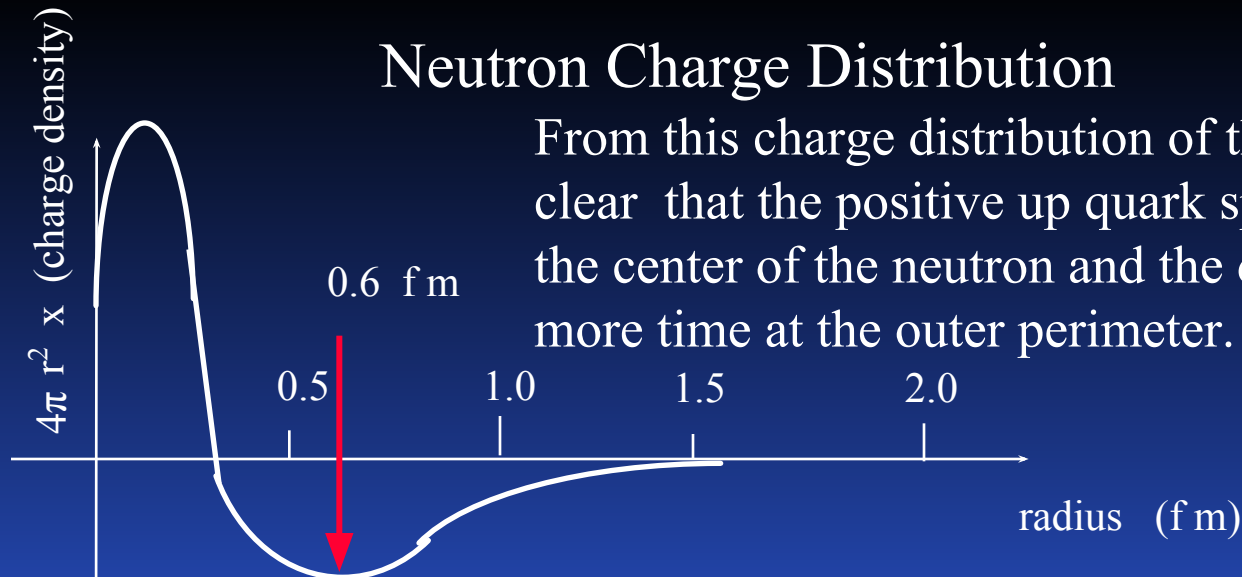 Neutron Charge Distribution
From this charge distribution of
clear that the positive up quark
the center of the neutron and the
more time at the outer perimeter.
4π r² x (charge density)
0.6 f m
0.5 1.0 1.5 2.0
radius (f m)